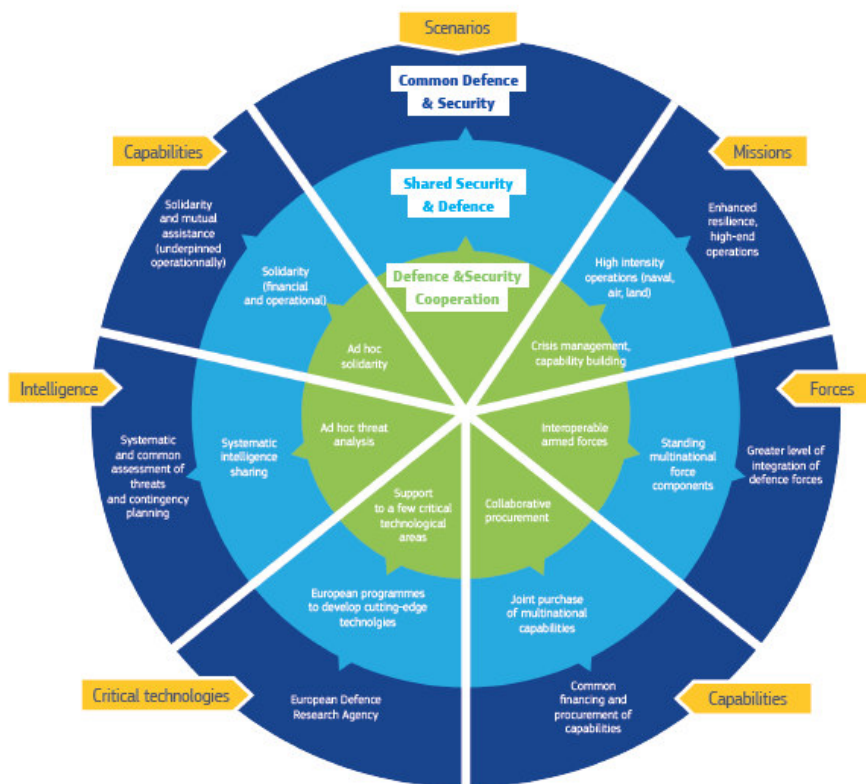 Scenarios
Common Defence
& Security
Shared Security
& Defence
Defence &Security
Cooperation
Missions
Enhanced
resilience,
high-end
operations
High intensity
operations (naval,
air, land)
Crisis management,
capability building
Forces
Greater level of
integration of
defence forces
Standing
multinational
force
components
Interoperable
armed forces
Capabilities
Common
financing and
procurement of
capabilities
Joint purchase
of multinational
capabilities
Collaborative
procurement
Critical technologies
European Defence
Research Agency
European programmes
to develop cutting-edge
technolgies
Support
to a few critical
technological
areas
Intelligence
Systematic
and common
assessment of
threats
and contingency
planning
Systematic
intelligence
sharing
Ad hoc threat
analysis
Capabilities
Solidarity
and mutual
assistance
(underpinned
operationnally)
Solidarity
(financial
and operational)
Ad hoc
solidarity